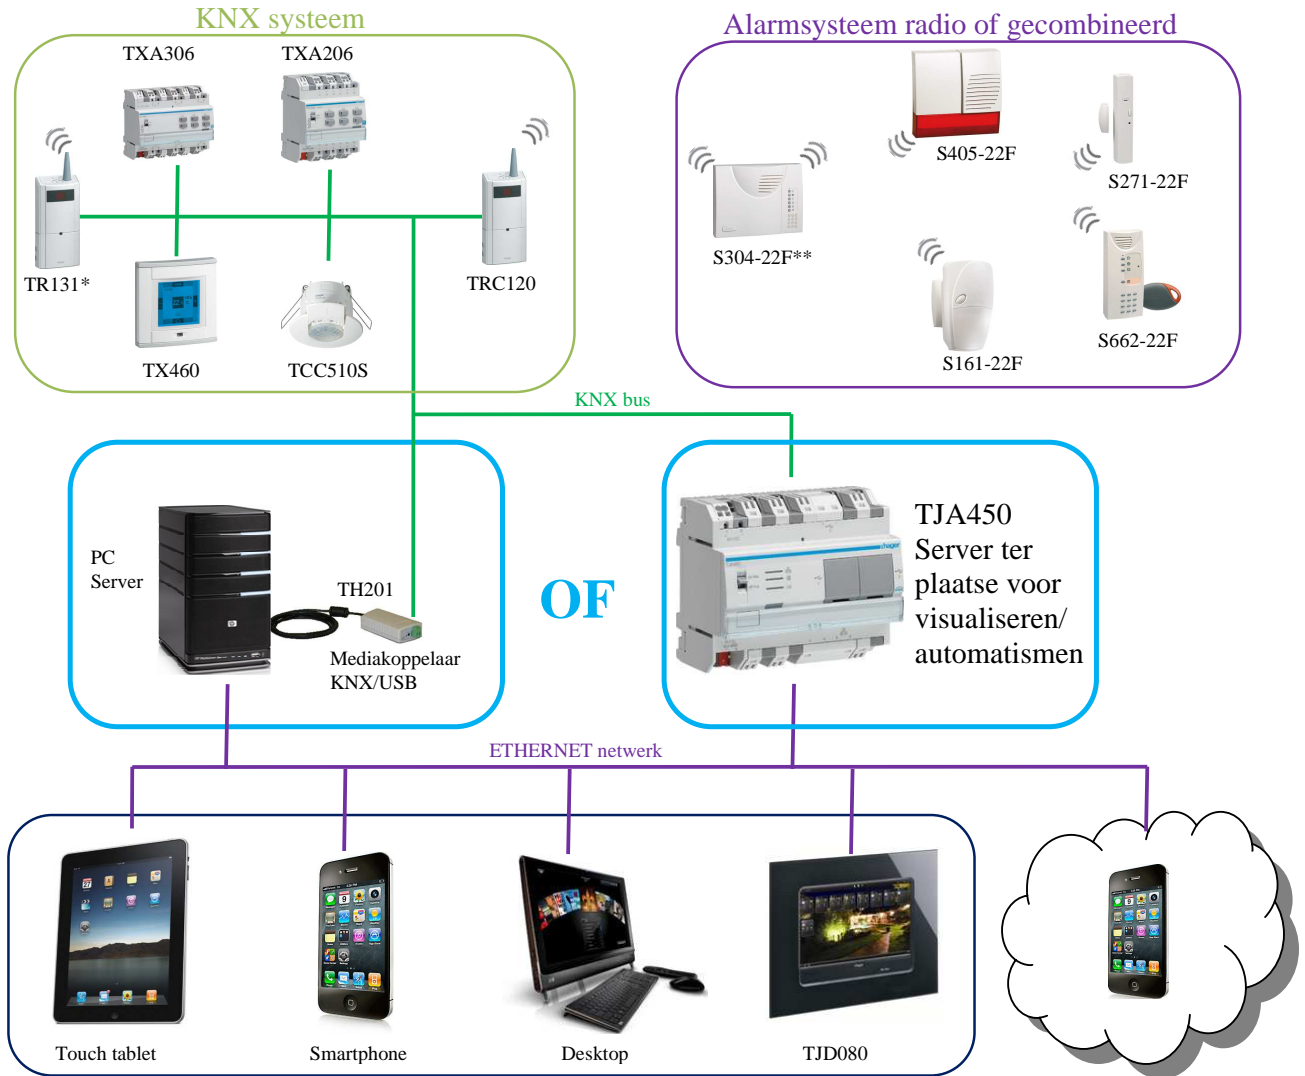 KNX systeem
Alarmsysteem radio of gecombineerd
TXA306
TXA206
TR131*
TRC120
TX460
TCC510S
S405-22F
S271-22F
S304-22F**
S161-22F
S662-22F
KNX bus
PC
Server
TH201
Mediakoppelaar
KNX/USB
OF
:hager
TJA450
Server ter
plaatse voor
visualiseren/
automatismen
ETHERNET netwerk
Touch tablet
Smartphone
Desktop
TJD080